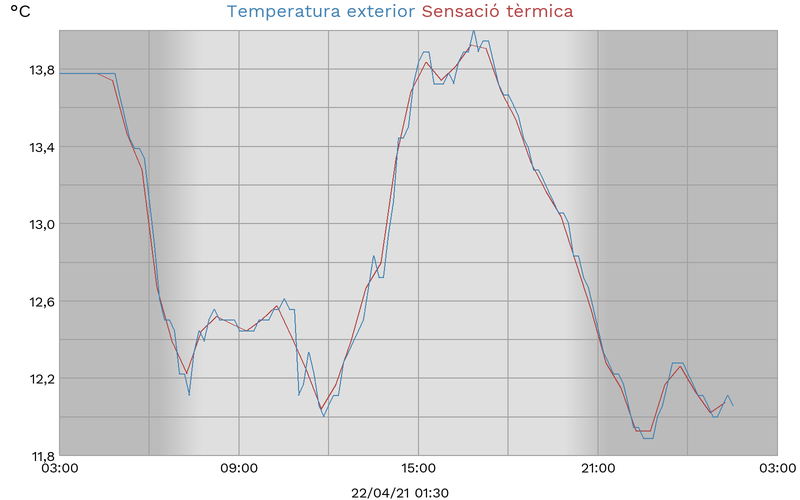 °C
Temperatura exterior Sensació tèrmica
13,8
13,4
13,0
12,6
12,2
11,8
03:00 09:00 15:00 21:00 03:00
22/04/21 01:30